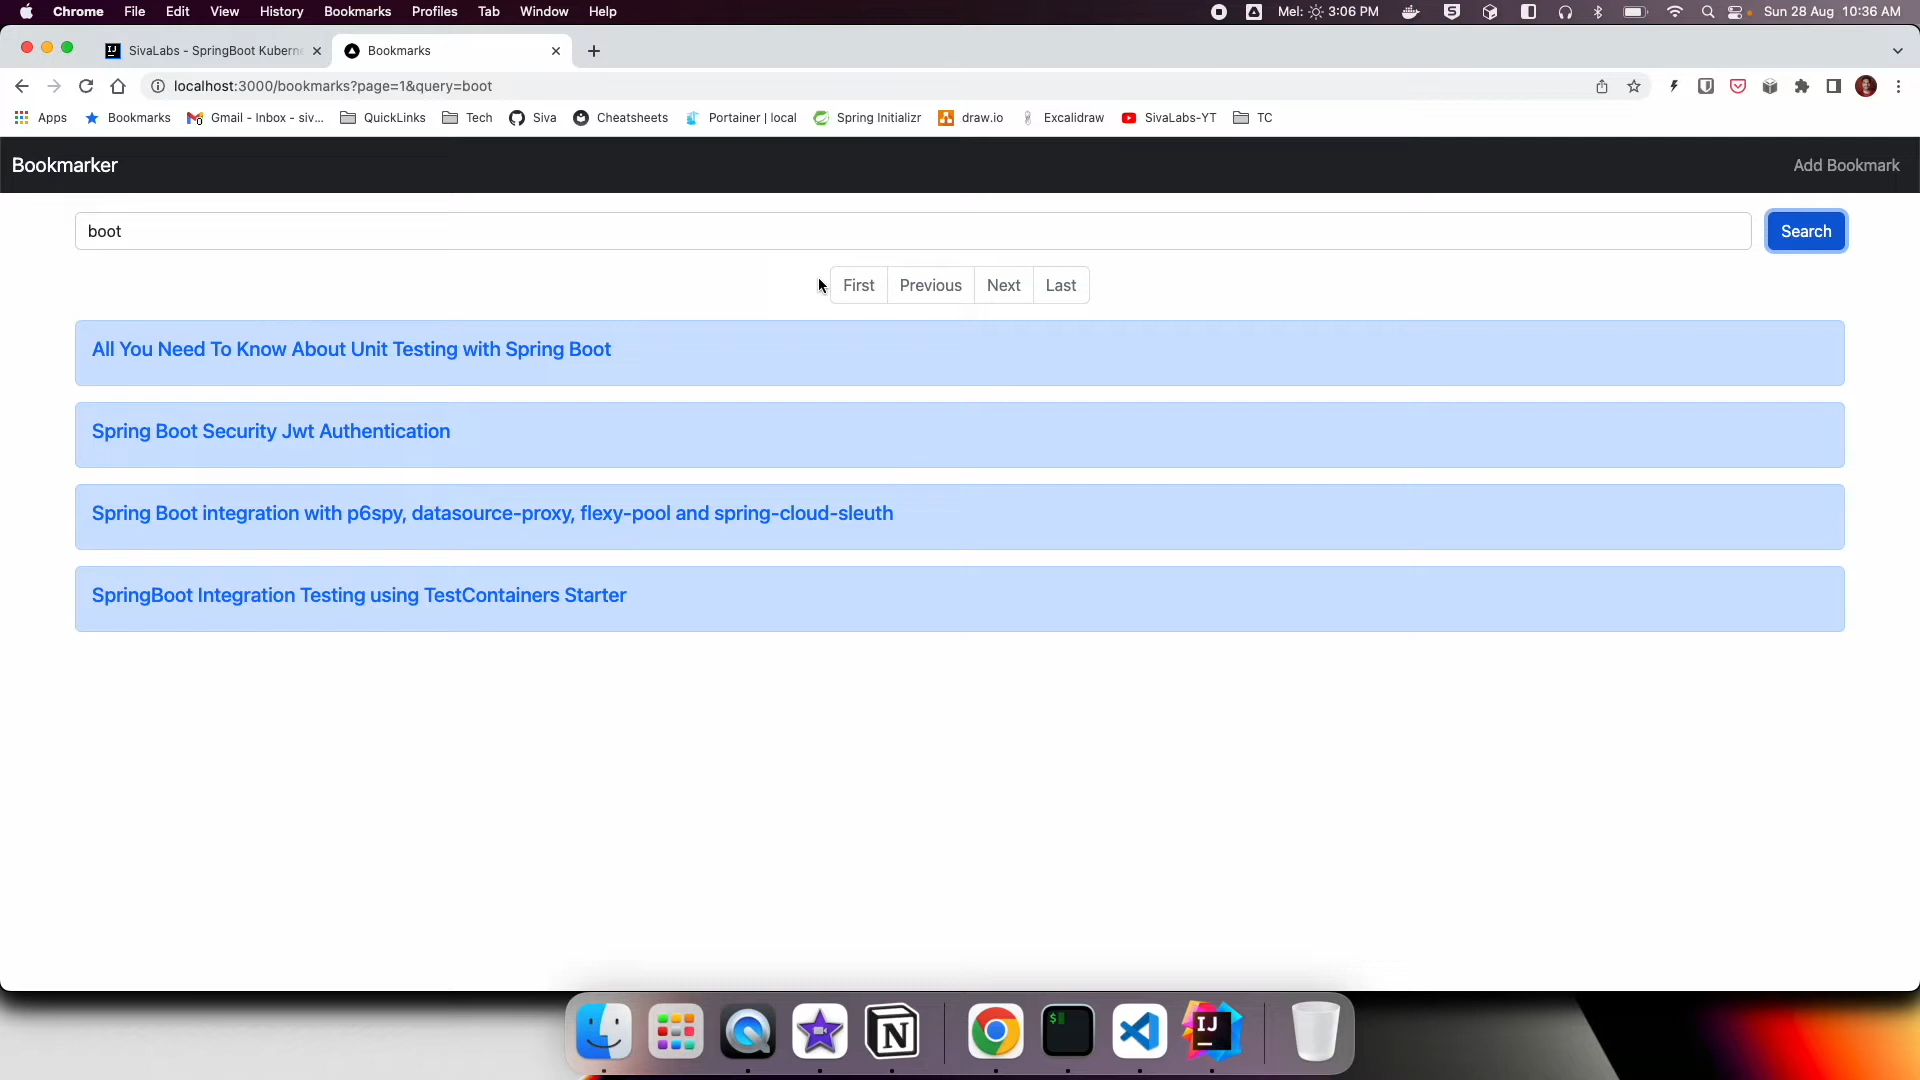 Chrome File Edit View History Bookmarks Profiles Tab Window Help Mel: 3:06 PM Sun 28 Aug 10:36 AM
SivaLabs - SpringBoot Kuberne Bookmarks
localhost:3000/bookmarks?page=1&query=boot
Apps Bookmarks Gmail - Inbox - siv... QuickLinks Tech Siva Cheatsheets Portainer | local Spring Initializr draw.io Excalidraw SivaLabs-YT TC
Bookmarker Add Bookmark
boot Search
First Previous Next Last
All You Need To Know About Unit Testing with Spring Boot
Spring Boot Security Jwt Authentication
Spring Boot integration with p6spy, datasource-proxy, flexy-pool and spring-cloud-sleuth
SpringBoot Integration Testing using TestContainers Starter
N $ IJ